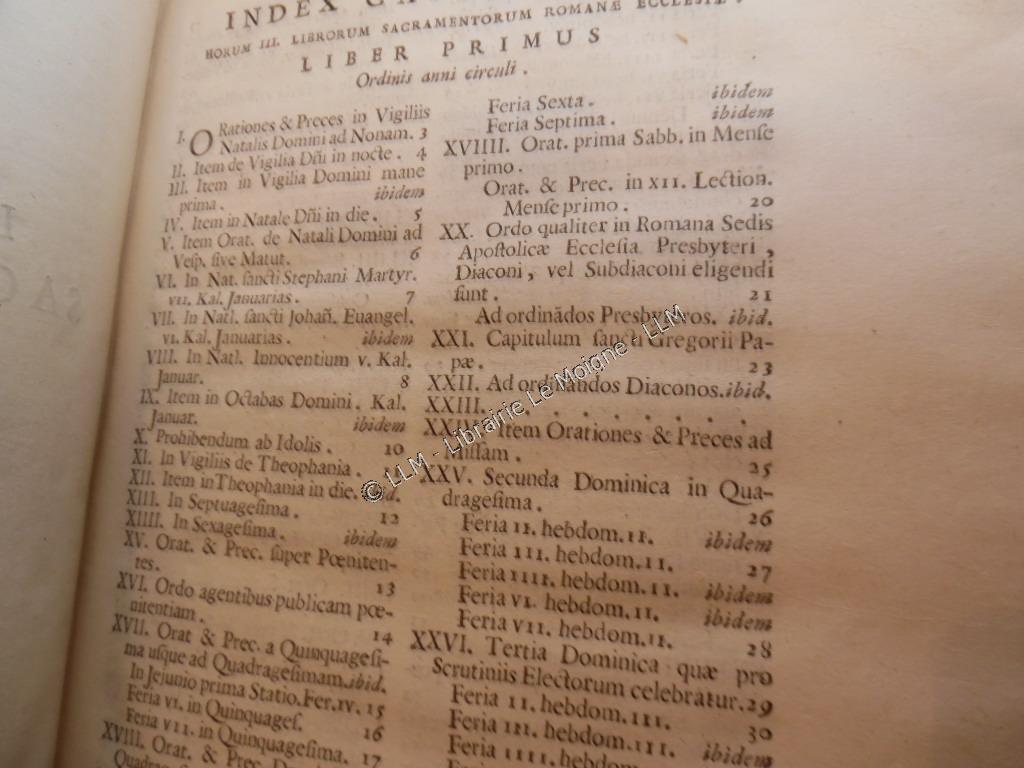 INDEX
HORUM III. LIBRORUM SACRAMENTORUM ROMANÆ ECCLESIÆ,
LIBER PRIMUS
Ordinis anni circuli.
I. ORationes & Preces in Vigiliis
Natalis Domini ad Nonam. 3
II. Item de Vigilia Dñi in nocte. 4
III. Item in Vigilia Domini mane
prima. ibidem
IV. Item in Natale Dñi in die. 5
V. Item Orat. de Natali Domini ad
Vesp. sive Matut. 6
VI. In Nat. sancti Stephani Martyr.
VII. Kal. Januarias. 7
VII. In Natl. sancti Johañ. Euangel.
VI. Kal. Januarias. ibidem
VIII. In Natl. Innocentium v. Kal.
Januar. 8
IX. Item in Octabas Domini. Kal.
Januar. ibidem
X. Prohibendum ab Idolis. 10
XI. In Vigiliis de Theophania.
XII. Item in Theophania in die.
XIII. In Septuagesima. 12
XIIII. In Sexagesima. ibidem
XV. Orat. & Prec. super Pœniten-
tes. 13
XVI. Ordo agentibus publicam pœ-
nitentiam. 14
XVII. Orat & Prec. a Quinquagesi-
ma usque ad Quadragesimam. ibid.
In Jejunio prima Statio. Fer. IV. 15
Feria VI. in Quinquages. 16
Feria VII. in Quinquagesima. 17
XVIII. Orat. & Prec.
Feria Sexta. ibidem
Feria Septima. ibidem
XVIIII. Orat. prima Sabb. in Mense
primo.
Orat. & Prec. in XII. Lection.
Mense primo. 20
XX. Ordo qualiter in Romana Sedis
Apostolicæ Ecclesia Presbyteri,
Diaconi, vel Subdiaconi eligendi
sunt. 21
Ad ordinādos Presbyteros. ibid.
XXI. Capitulum sancti Gregorii Pa-
pæ. 23
XXII. Ad ordinandos Diaconos. ibid.
XXIII. . . . . . . . .
XXIIII. Item Orationes & Preces ad
Missam. 25
XXV. Secunda Dominica in Qua-
dragesima. 26
Feria II. hebdom. II. ibidem
Feria III. hebdom. II. 27
Feria IIII. hebdom. II. ibidem
Feria VI. hebdom. II. ibidem
Feria VII. hebdom. II. 28
XXVI. Tertia Dominica quæ pro
Scrutiniis Electorum celebratur. 29
Feria II. hebdom. III. 30
Feria III. hebdom. III. ibidem
Feria IIII. hebdom. ibidem
© LLM - Librairie Le Moigne - LLM